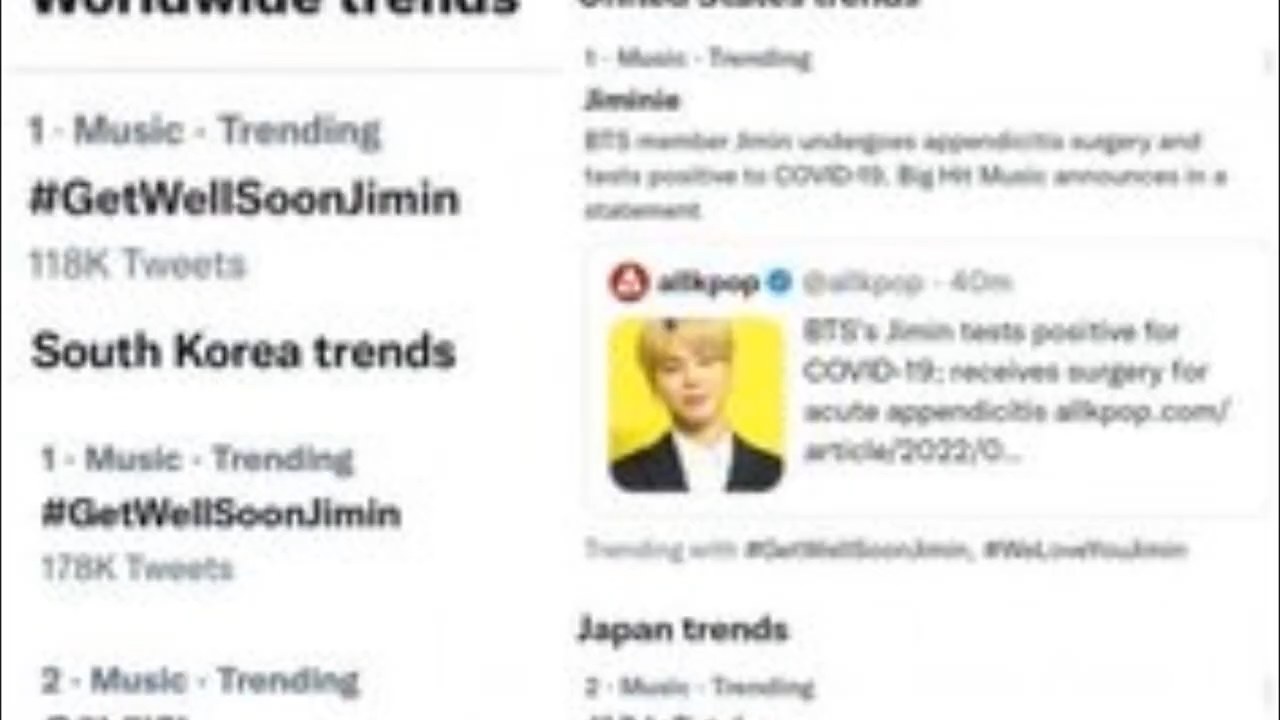 Worldwide trends
1 · Music · Trending
#GetWellSoonJimin
118K Tweets
South Korea trends
1 · Music · Trending
#GetWellSoonJimin
178K Tweets
2 · Music · Trending
United States trends
1 · Music · Trending
Jiminie
BTS member Jimin undergoes appendicitis surgery and
tests positive to COVID-19, Big Hit Music announces in a
statement
allkpop @allkpop · 40m
BTS's Jimin tests positive for
COVID-19; receives surgery for
acute appendicitis allkpop.com/
article/2022/0...
Trending with #GetWellSoonJimin, #WeLoveYouJimin
Japan trends
2 · Music · Trending